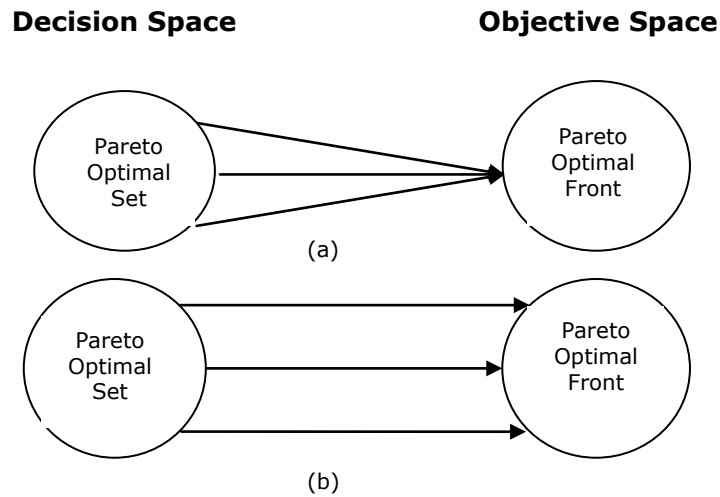 Decision Space
Objective Space
Pareto
Optimal
Set
Pareto
Optimal
Front
(a)
Pareto
Optimal
Set
Pareto
Optimal
Front
(b)